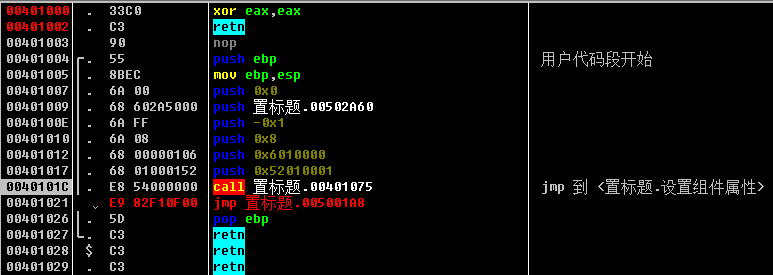 00401000 . 33C0 xor eax,eax
00401002 . C3 retn
00401003 90 nop
00401004 . 55 push ebp 用户代码段开始
00401005 . 8BEC mov ebp,esp
00401007 . 6A 00 push 0x0
00401009 . 68 602A5000 push 置标题.00502A60
0040100E . 6A FF push -0x1
00401010 . 6A 08 push 0x8
00401012 . 68 00000106 push 0x6010000
00401017 . 68 01000152 push 0x52010001
0040101C . E8 54000000 call 置标题.00401075 jmp 到 <置标题.设置组件属性>
00401021 . E9 82F10F00 jmp 置标题.005001A8
00401026 . 5D pop ebp
00401027 . C3 retn
00401028 $ C3 retn
00401029 . C3 retn